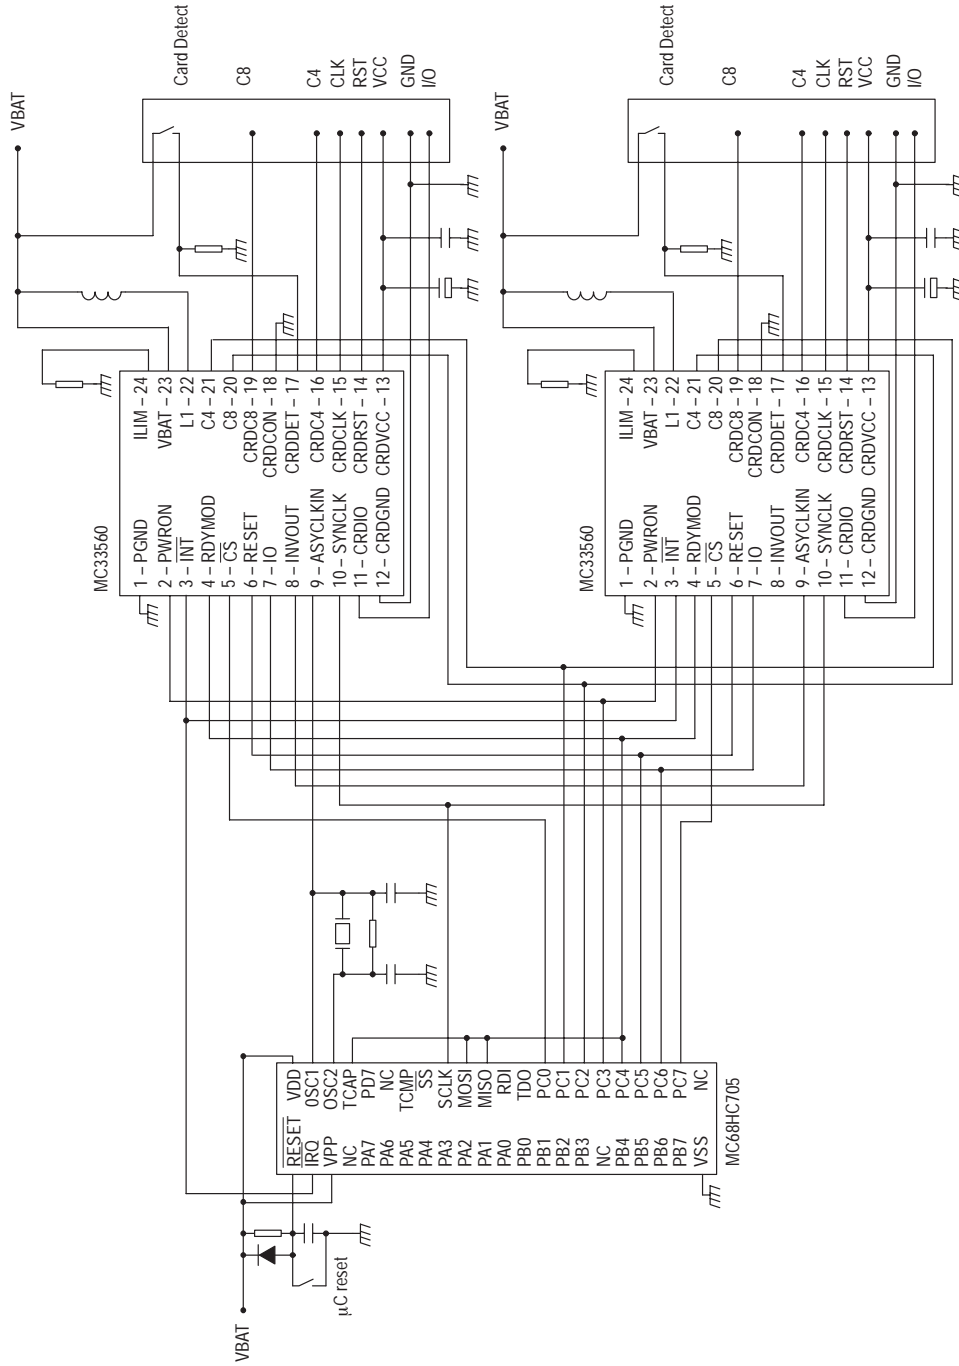 VBAT
μC reset
RESET
IRQ
VPP
NC
PA7
PA6
PA5
PA4
PA3
PA2
PA1
PA0
PB0
PB1
PB2
PB3
NC
PB4
PB5
PB6
PB7
VSS
VDD
0SC1
OSC2
TCAP
PD7
NC
TCMP
SS
SCLK
MOSI
MISO
RDI
TDO
PC0
PC1
PC2
PC3
PC4
PC5
PC6
PC7
NC
MC68HC705
MC33560
1 – PGND
2 – PWRON
3 – INT
4 – RDYMOD
5 – CS
6 – RESET
7 – IO
8 – INVOUT
9 – ASYCLKIN
10 – SYNCLK
11 – CRDIO
12 – CRDGND
ILIM – 24
VBAT – 23
L1 – 22
C4 – 21
C8 – 20
CRDC8 – 19
CRDCON – 18
CRDDET – 17
CRDC4 – 16
CRDCLK – 15
CRDRST – 14
CRDVCC – 13
VBAT
Card Detect
C8
C4
CLK
RST
VCC
GND
I/O
MC33560
1 – PGND
2 – PWRON
3 – INT
4 – RDYMOD
5 – CS
6 – RESET
7 – IO
8 – INVOUT
9 – ASYCLKIN
10 – SYNCLK
11 – CRDIO
12 – CRDGND
ILIM – 24
VBAT – 23
L1 – 22
C4 – 21
C8 – 20
CRDC8 – 19
CRDCON – 18
CRDDET – 17
CRDC4 – 16
CRDCLK – 15
CRDRST – 14
CRDVCC – 13
VBAT
Card Detect
C8
C4
CLK
RST
VCC
GND
I/O